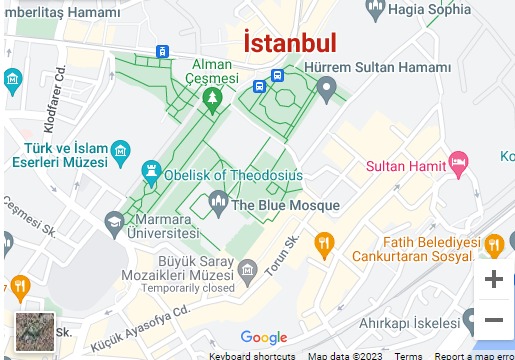 mberlitaş Hamamı
Hagia Sophia
İstanbul
Alman
Çeşmesi
Hürrem Sultan Hamamı
Klodfarer Cd.
Türk ve İslam
Eserleri Müzesi
Sultan Hamit
Ko
Obelisk of Theodosius
Çeşmesi Sk.
The Blue Mosque
Marmara
Üniversitesi
Fatih Belediyesi
Cankurtaran Sosyal...
Torun Sk.
Büyük Saray
Mozaikleri Müzesi
Temporarily closed
Küçük Ayasofya Cd.
Sk.
Ahırkapı İskelesi
Google
Keyboard shortcuts Map data ©2023 Terms Report a map erro